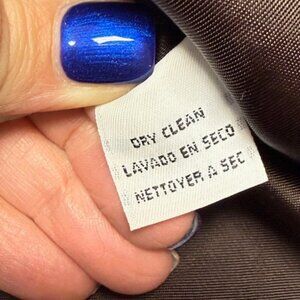 DRY CLEAN
LAVADO EN SECO
NETTOYER A SEC